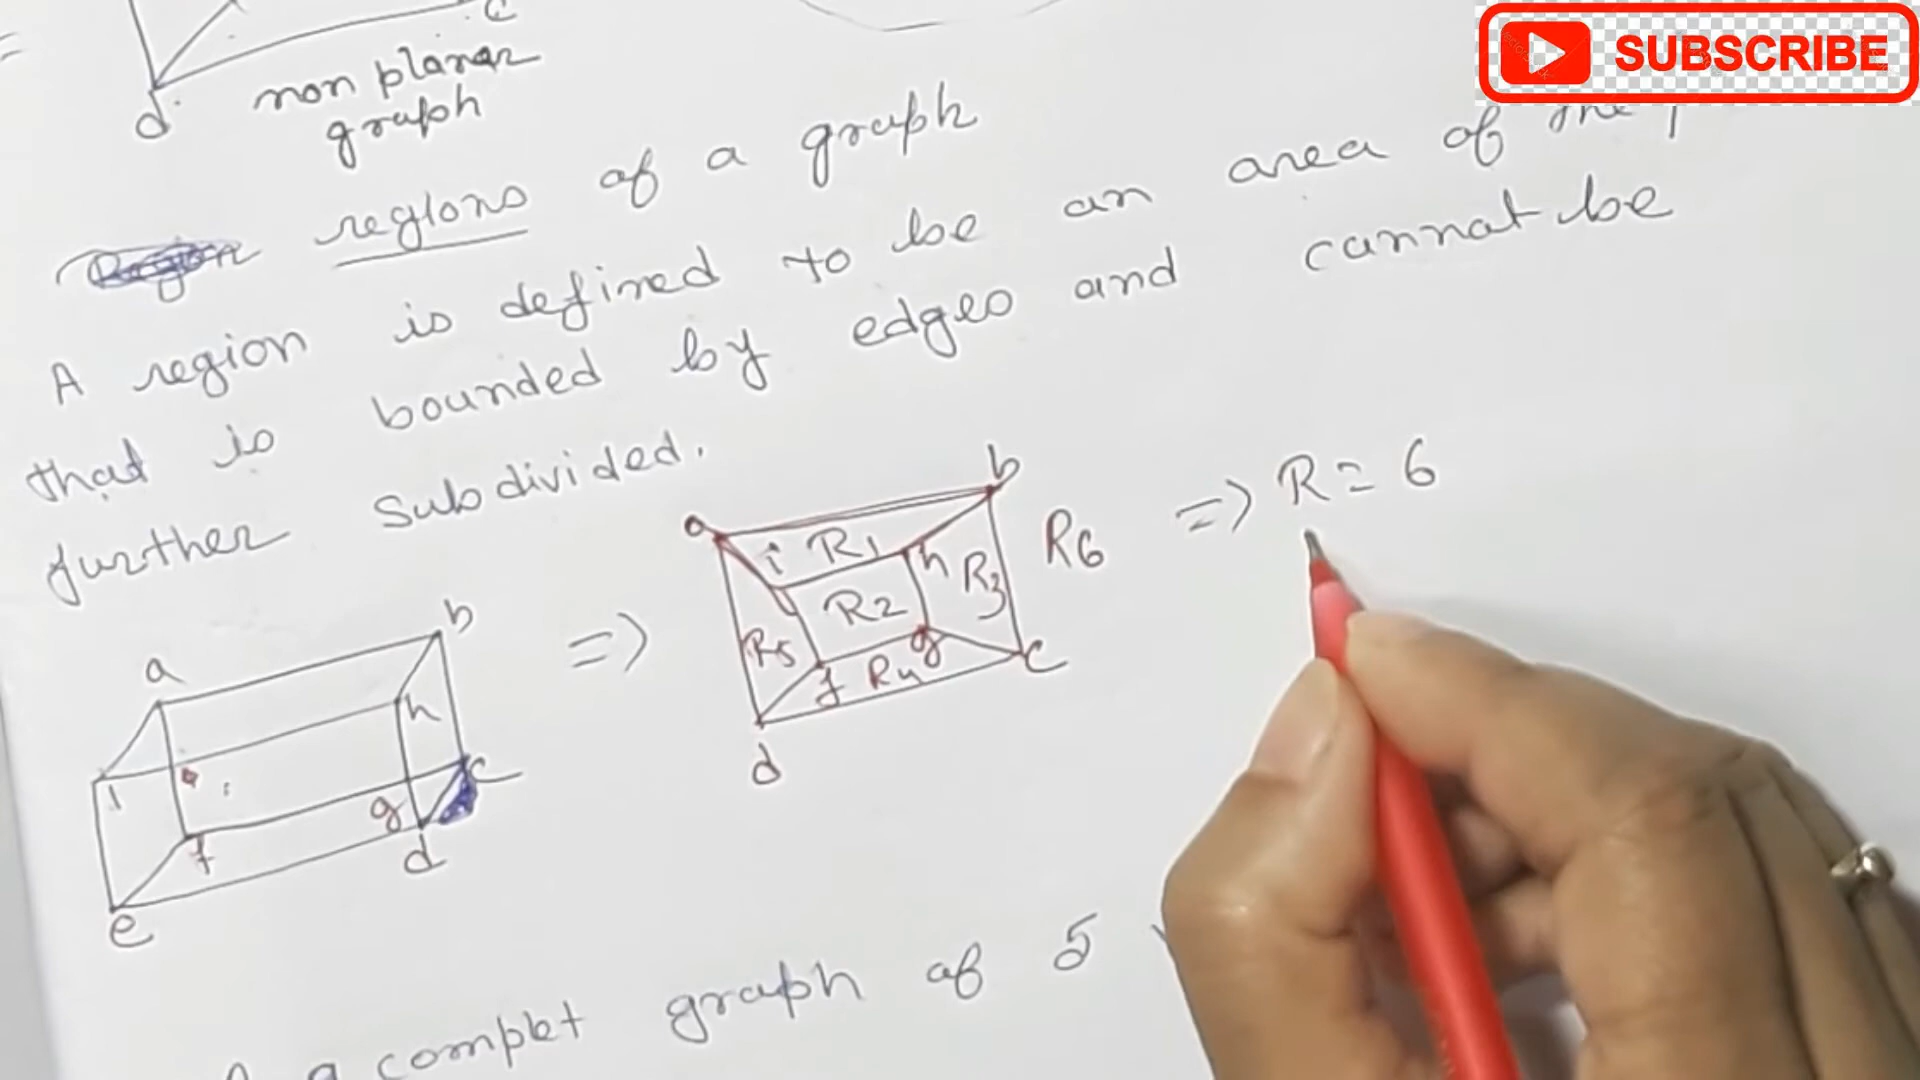 SUBSCRIBE
c
d
non planar
graph
regions of a graph
A region is defined to be an area of the
that is bounded by edges and cannot be
further subdivided.
a b
i R1 h R3 R6 => R = 6
R2
R5 f R4 g c
d
=>
a b
h
i
g c
f d
e
complet graph of 5